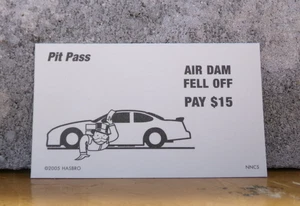 Pit Pass
AIR DAM
FELL OFF
PAY $15
©2005 HASBRO